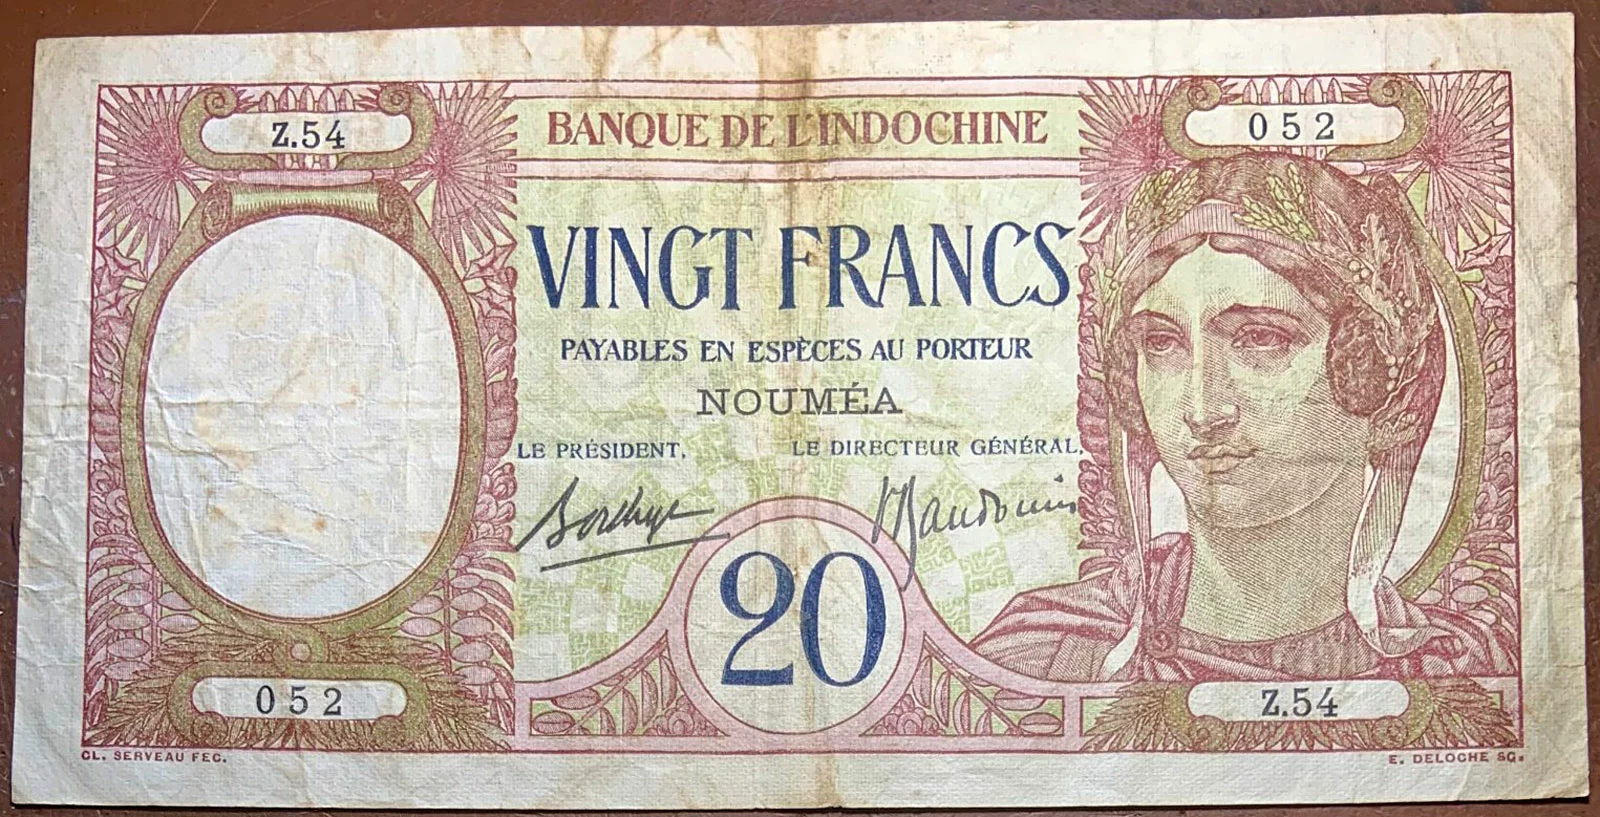 Z.54
BANQUE DE L'INDOCHINE
052
VINGT FRANCS
PAYABLES EN ESPÈCES AU PORTEUR
NOUMÉA
LE PRÉSIDENT,
LE DIRECTEUR GÉNÉRAL,
20
052
Z.54
CL. SERVEAU FEC.
E. DELOCHE SC.